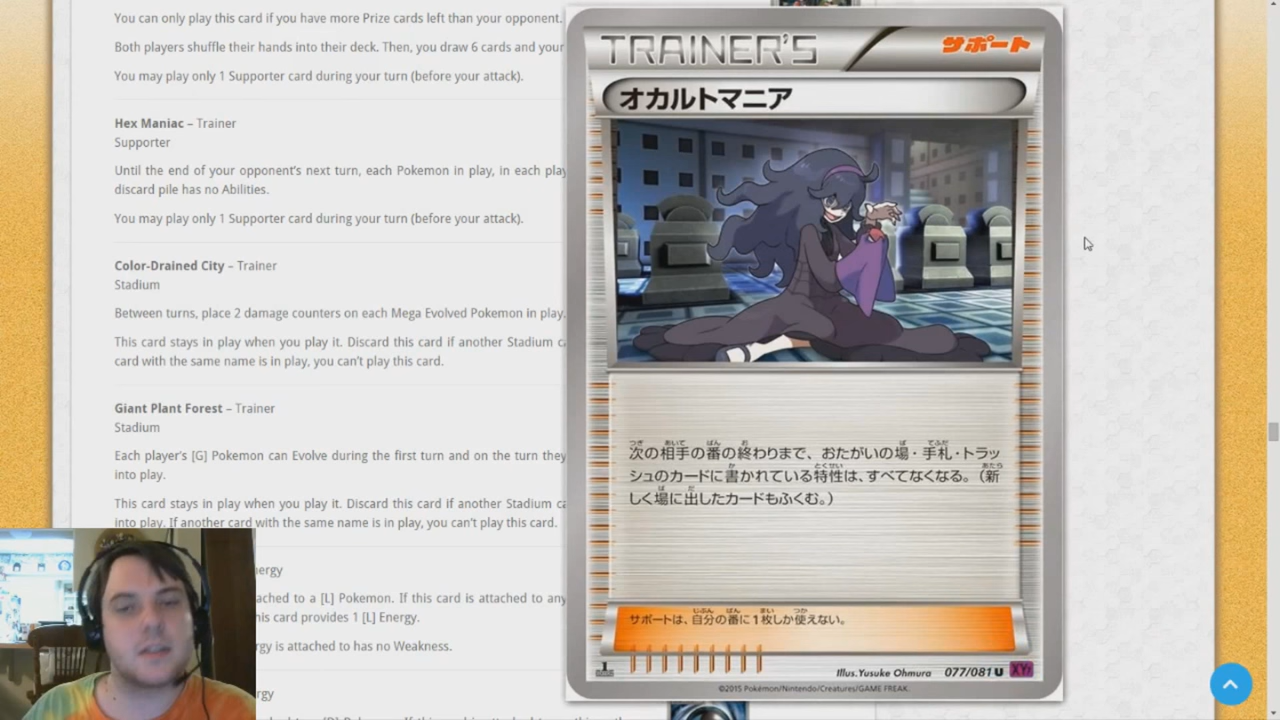 You can only play this card if you have more Prize cards left than your opponent.
Both players shuffle their hands into their deck. Then, you draw 6 cards and your
You may play only 1 Supporter card during your turn (before your attack).
Hex Maniac – Trainer
Supporter
Until the end of your opponent's next turn, each Pokemon in play, in each play
discard pile has no Abilities.
You may play only 1 Supporter card during your turn (before your attack).
Color-Drained City – Trainer
Stadium
Between turns, place 2 damage counters on each Mega Evolved Pokemon in play
This card stays in play when you play it. Discard this card if another Stadium ca
card with the same name is in play, you can't play this card.
Giant Plant Forest – Trainer
Stadium
Each player's [G] Pokemon can Evolve during the first turn and on the turn they
into play.
This card stays in play when you play it. Discard this card if another Stadium ca
into play. If another card with the same name is in play, you can't play this card.
ergy
ached to a [L] Pokemon. If this card is attached to any
his card provides 1 [L] Energy.
rgy is attached to has no Weakness.
ergy
TRAINER'S
サポート
オカルトマニア
次の相手の番の終わりまで、おたがいの場・手札・トラッ
シュのカードに書かれている特性は、すべてなくなる。（新
しく場に出したカードもふくむ。）
サポートは、自分の番に1枚しか使えない。
Illus.Yusuke Ohmura 077/081 U XY7
©2015 Pokémon/Nintendo/Creatures/GAME FREAK.